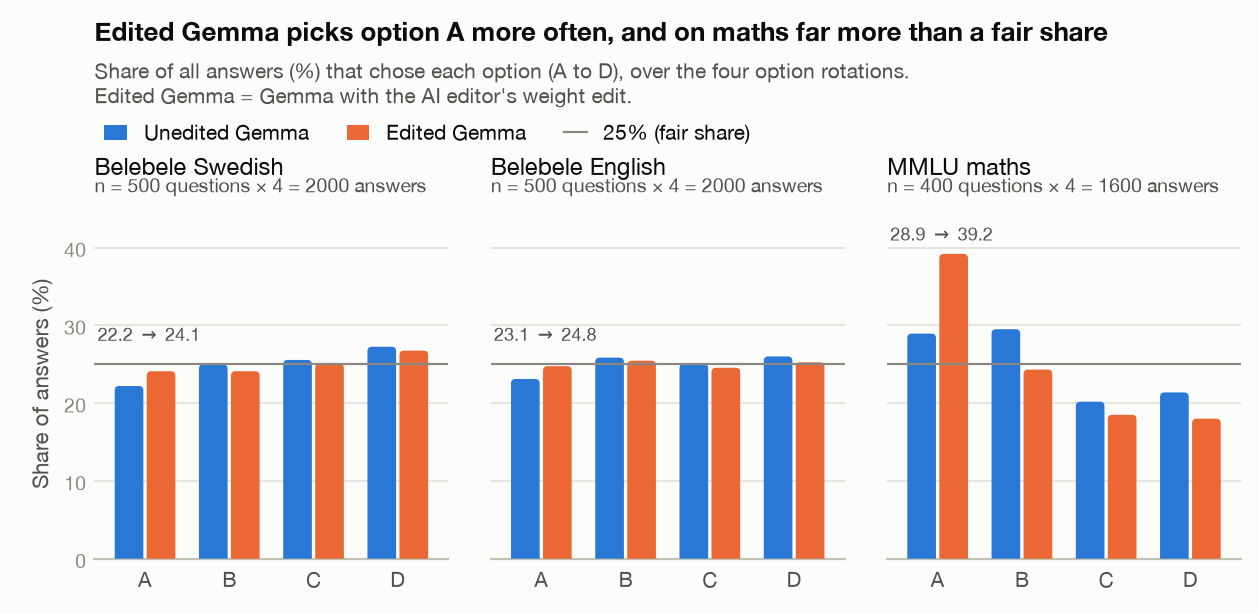 Edited Gemma picks option A more often, and on maths far more than a fair share
Share of all answers (%) that chose each option (A to D), over the four option rotations.
Edited Gemma = Gemma with the AI editor's weight edit.
Unedited Gemma
Edited Gemma
25% (fair share)
Belebele Swedish
n = 500 questions × 4 = 2000 answers
Belebele English
n = 500 questions × 4 = 2000 answers
MMLU maths
n = 400 questions × 4 = 1600 answers
Share of answers (%)
40
30
20
10
0
22.2 → 24.1
23.1 → 24.8
28.9 → 39.2
A B C D
A B C D
A B C D